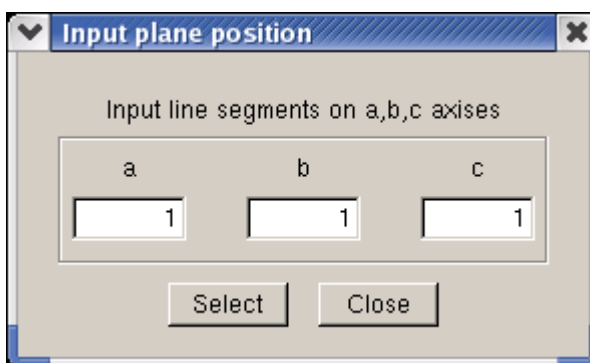 Input plane position
Input line segments on a,b,c axises
a b c
1 1 1
Select Close